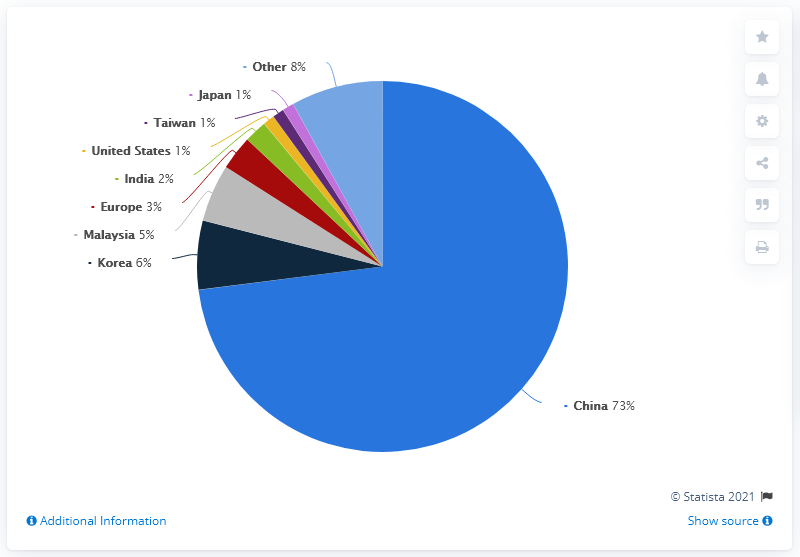 Other 8%
Japan 1%
Taiwan 1%
United States 1%
India 2%
Europe 3%
Malaysia 5%
Korea 6%
China 73%
© Statista 2021
Additional Information
Show source